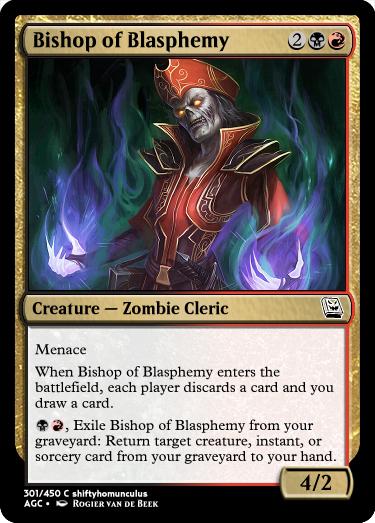 Bishop of Blasphemy 2
Creature — Zombie Cleric
Menace
When Bishop of Blasphemy enters the
battlefield, each player discards a card and you
draw a card.
, Exile Bishop of Blasphemy from your
graveyard: Return target creature, instant, or
sorcery card from your graveyard to your hand.
4/2
301/450 C shiftyhomunculus
AGC • Rogier van de Beek